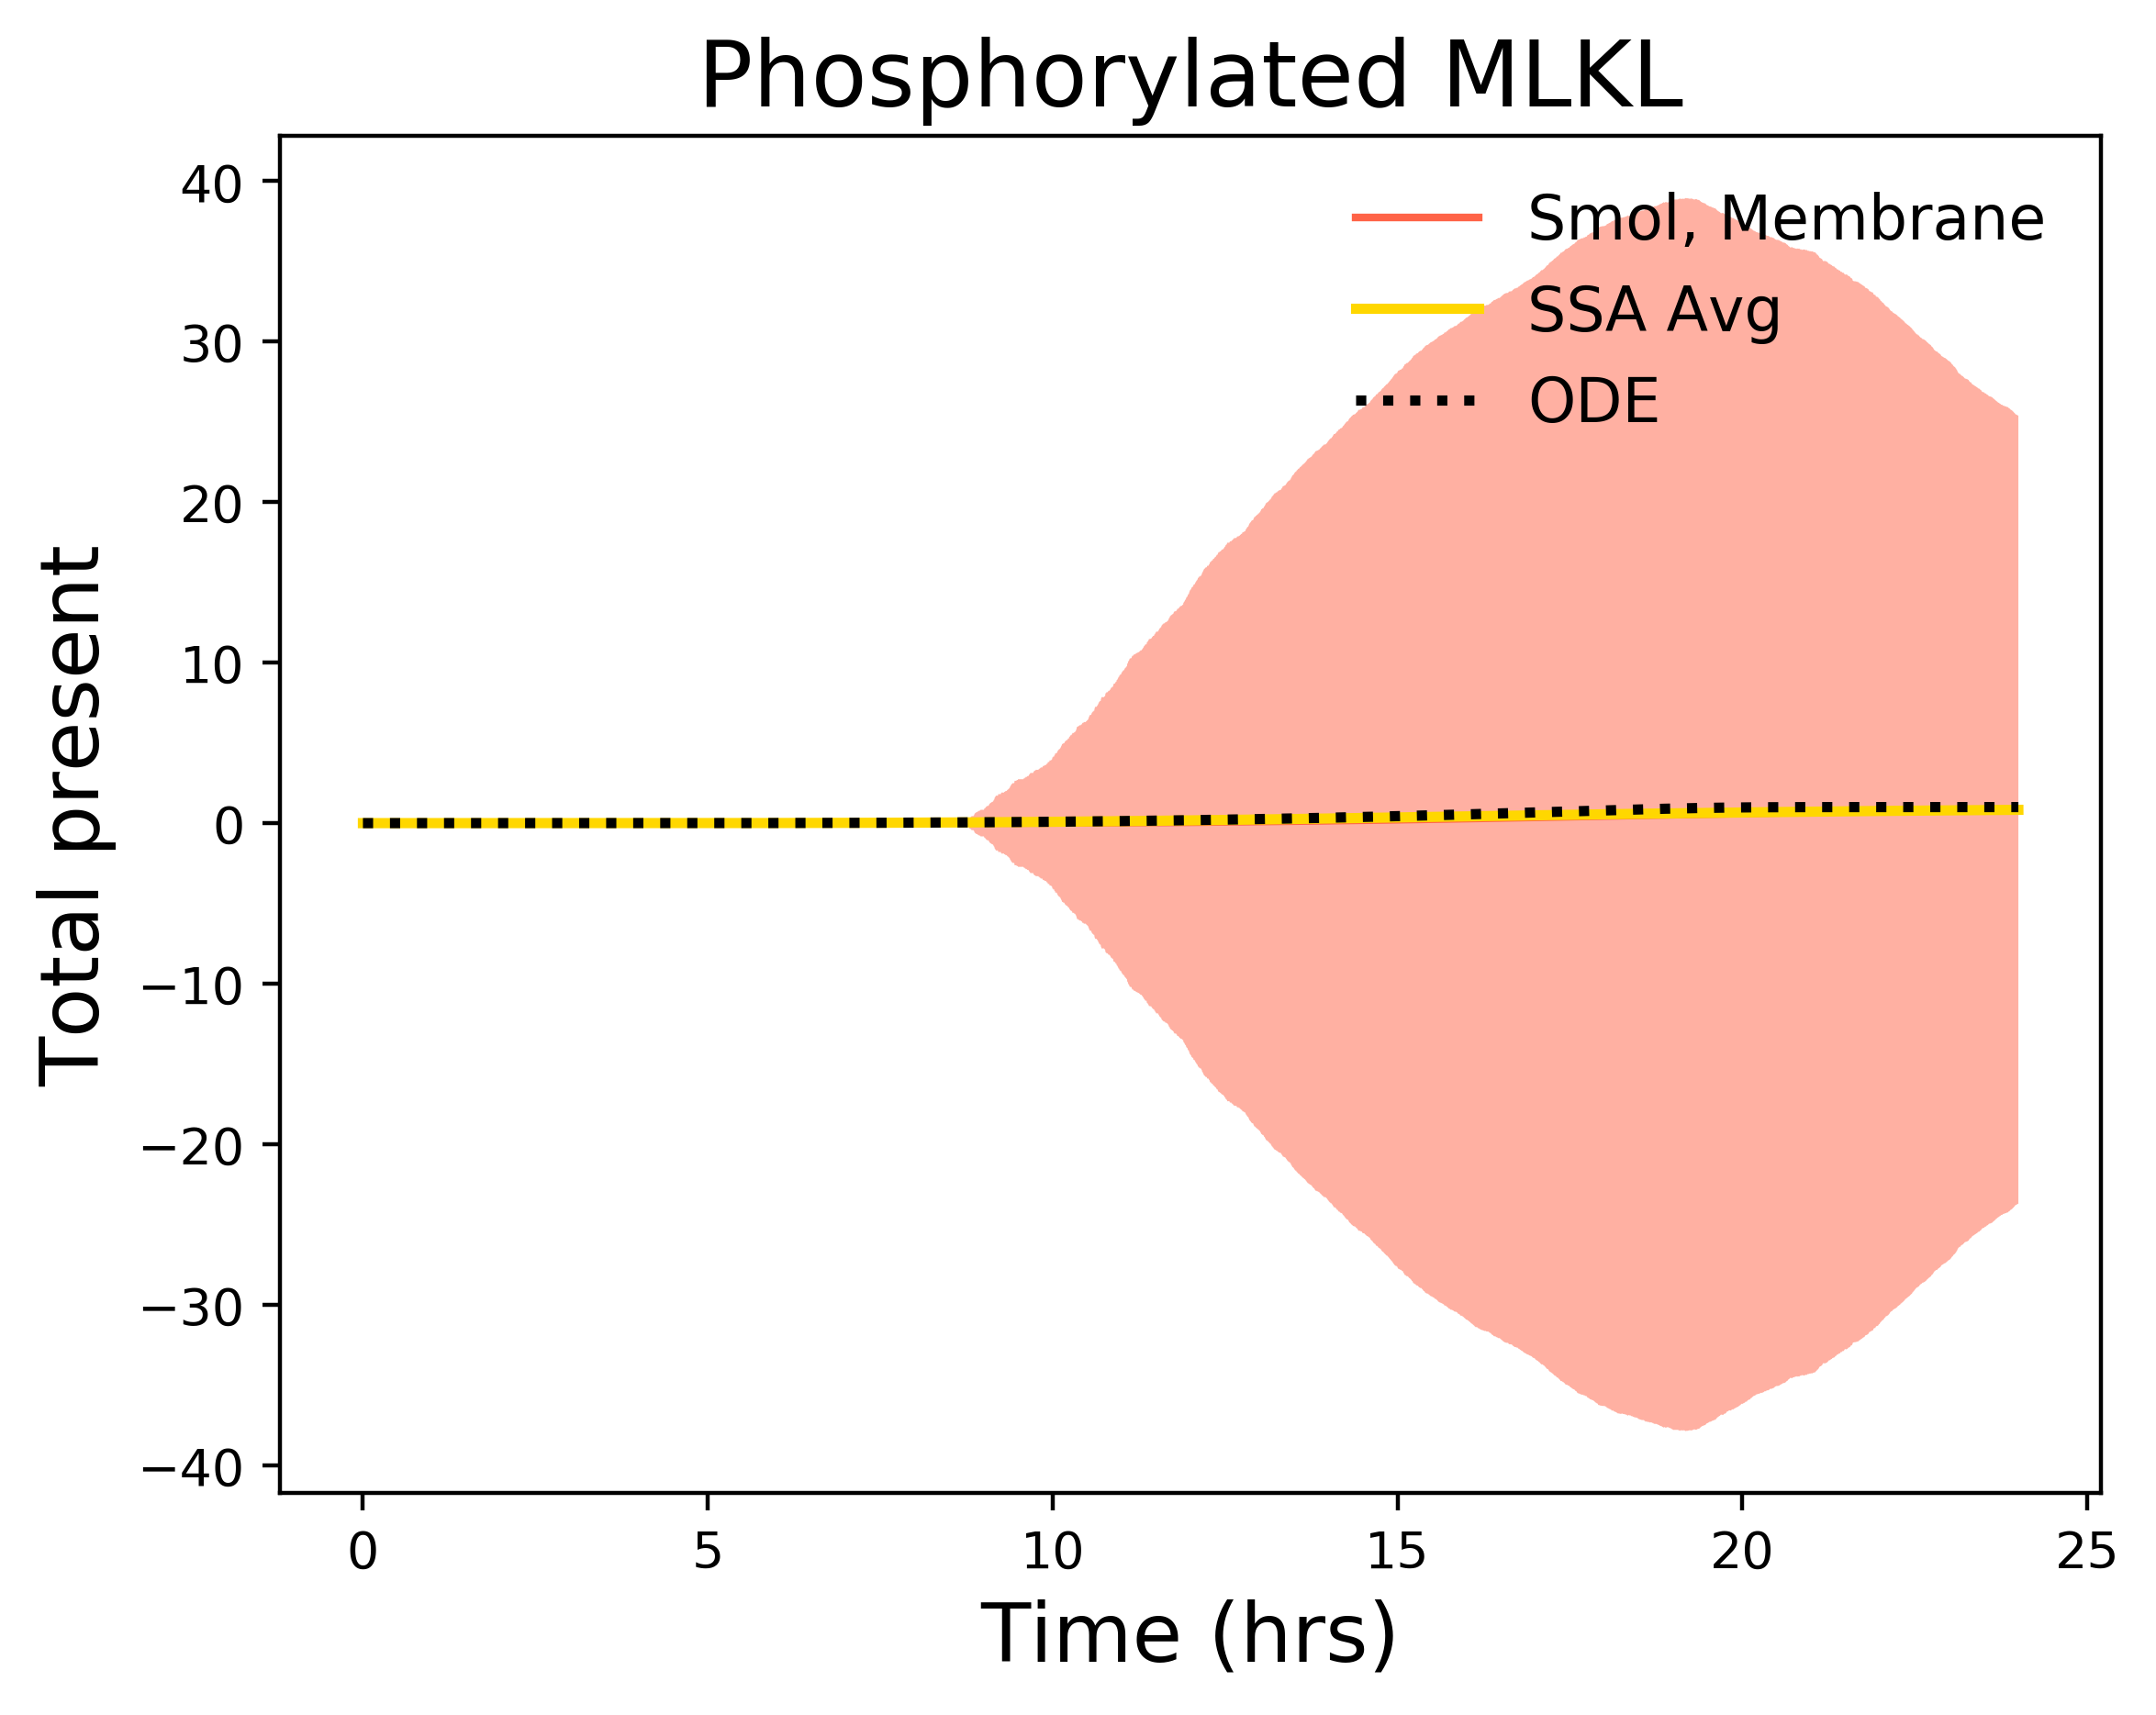 Phosphorylated MLKL
Smol, Membrane
SSA Avg
ODE
Total present
40
30
20
10
0
−10
−20
−30
−40
0 5 10 15 20 25
Time (hrs)